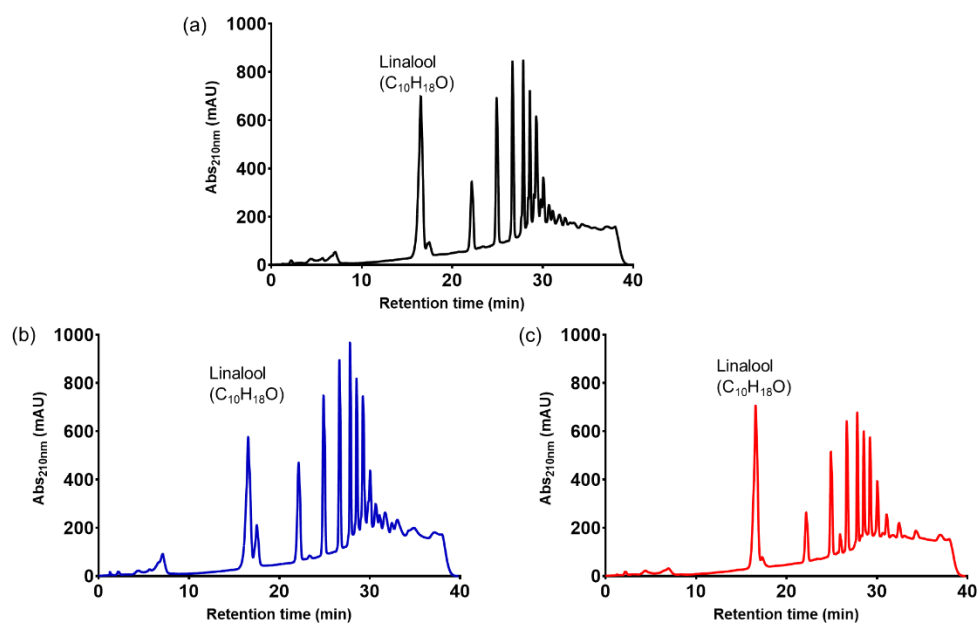 (a)
1000
800
600
400
200
0
Abs210nm (mAU)
Linalool
(C10H18O)
0 10 20 30 40
Retention time (min)
(b)
1000
800
600
400
200
0
Abs210nm (mAU)
Linalool
(C10H18O)
0 10 20 30 40
Retention time (min)
(c)
1000
800
600
400
200
0
Abs210nm (mAU)
Linalool
(C10H18O)
0 10 20 30 40
Retention time (min)